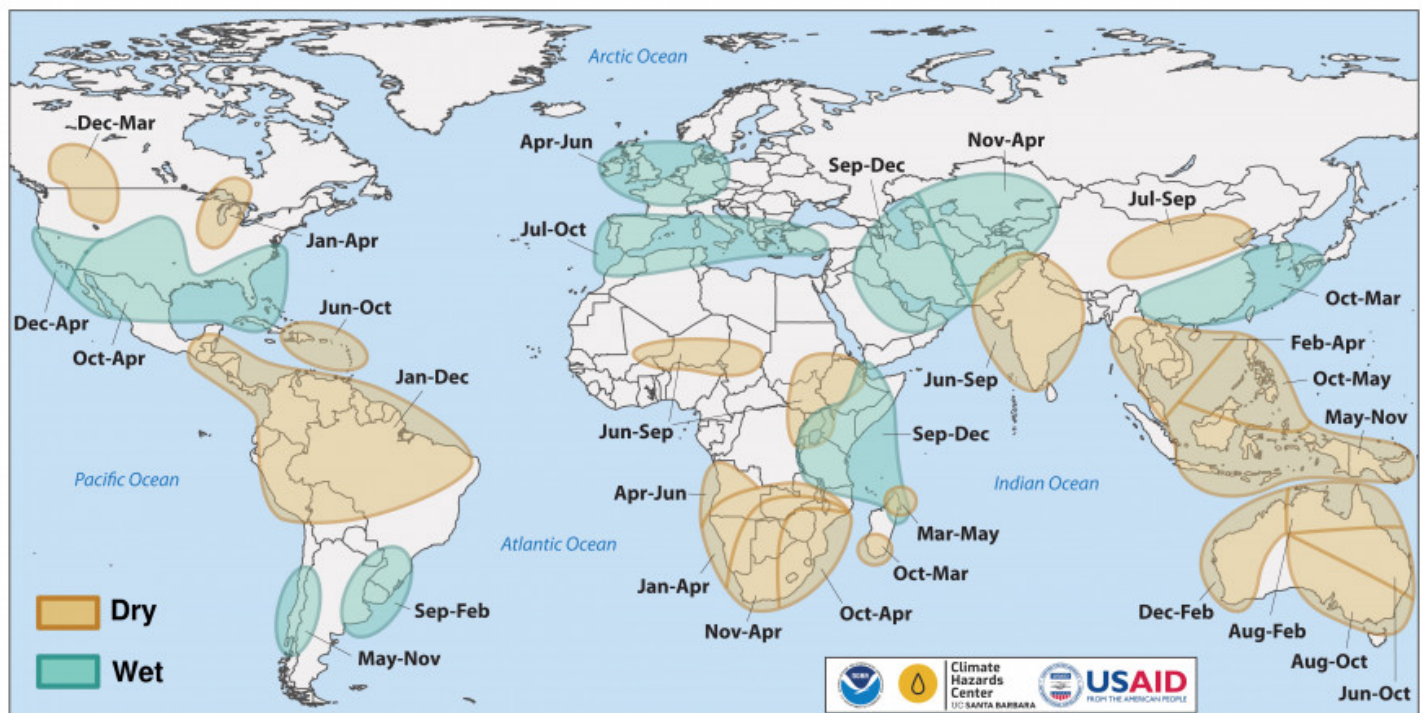 Arctic Ocean
Dec-Mar
Apr-Jun
Nov-Apr
Sep-Dec
Jul-Sep
Jul-Oct
Jan-Apr
Oct-Mar
Jun-Oct
Dec-Apr
Oct-Apr
Feb-Apr
Jan-Dec
Jun-Sep
Oct-May
May-Nov
Jun-Sep
Sep-Dec
Pacific Ocean
Indian Ocean
Apr-Jun
Mar-May
Atlantic Ocean
Oct-Mar
Jan-Apr
Dry
Sep-Feb
Oct-Apr
Dec-Feb
Nov-Apr
Aug-Feb
May-Nov
Aug-Oct
Wet
Jun-Oct
NOAA
Climate
Hazards
Center
UC SANTA BARBARA
USAID
FROM THE AMERICAN PEOPLE